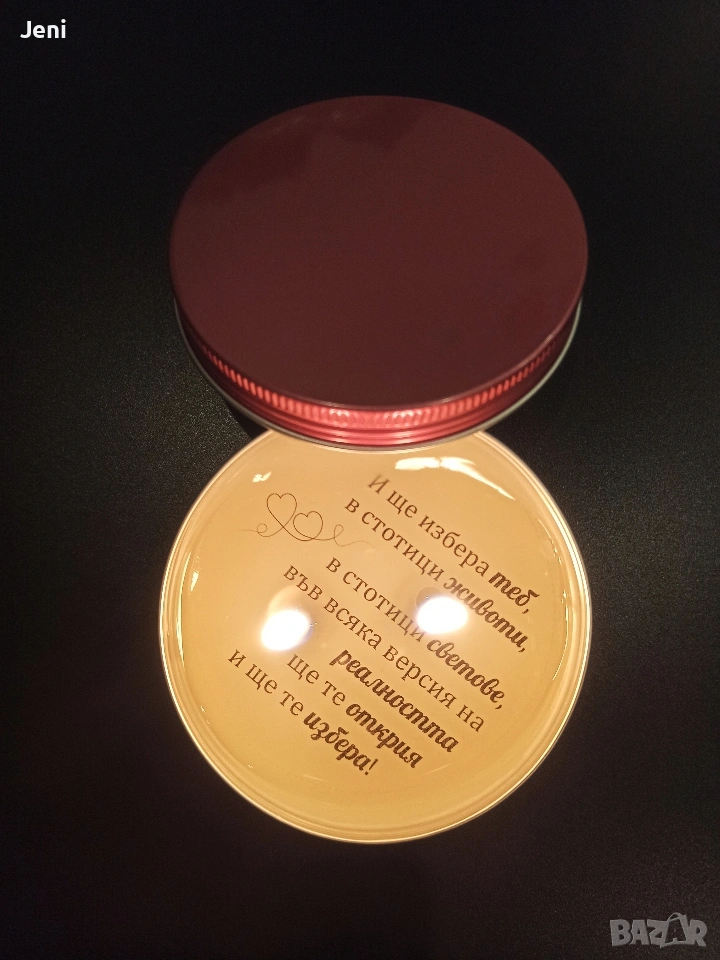 Jeni
И ще избера теб,
в стотици животи,
в стотици светове,
във всяка версия на
реалността
ще те открия
и ще те избера!
BAZAR